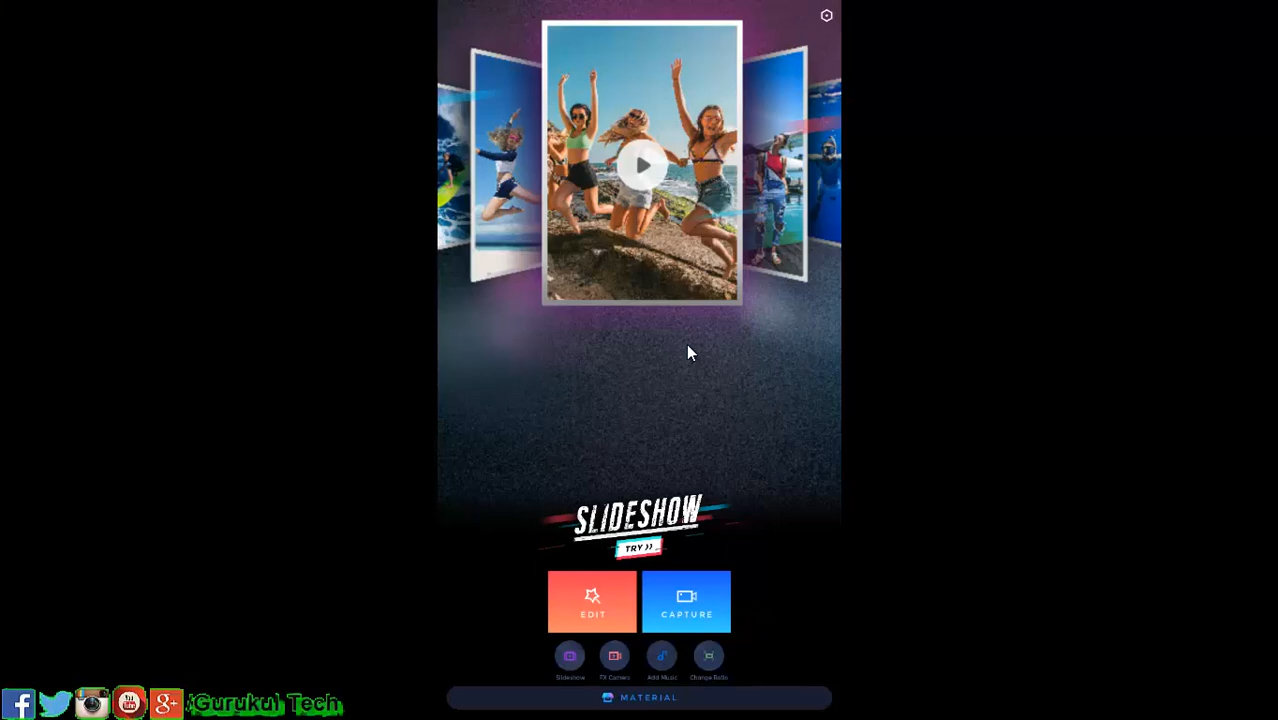 SLIDESHOW
TRY
EDIT
CAPTURE
Slideshow
FX Camera
Add Music
Change Ratio
MATERIAL
/Gurukul Tech